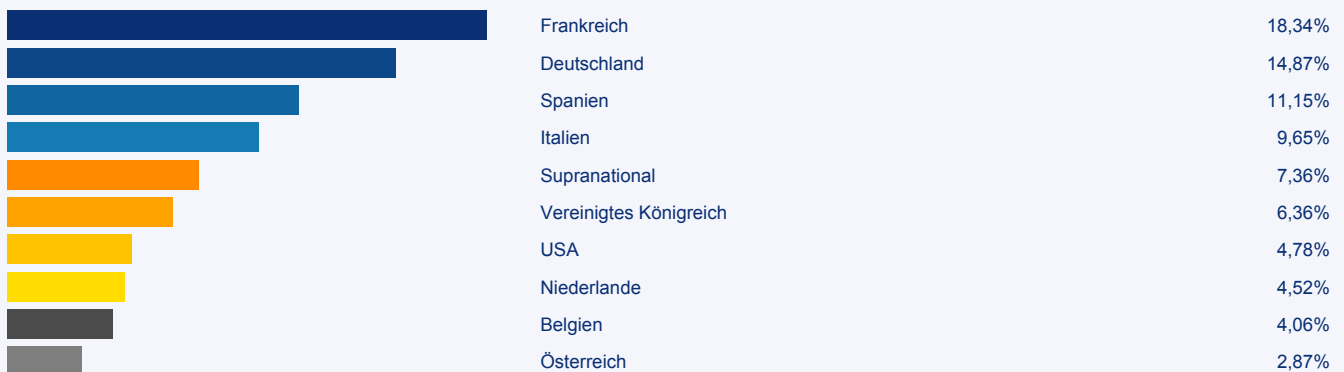 Frankreich 18,34%
Deutschland 14,87%
Spanien 11,15%
Italien 9,65%
Supranational 7,36%
Vereinigtes Königreich 6,36%
USA 4,78%
Niederlande 4,52%
Belgien 4,06%
Österreich 2,87%